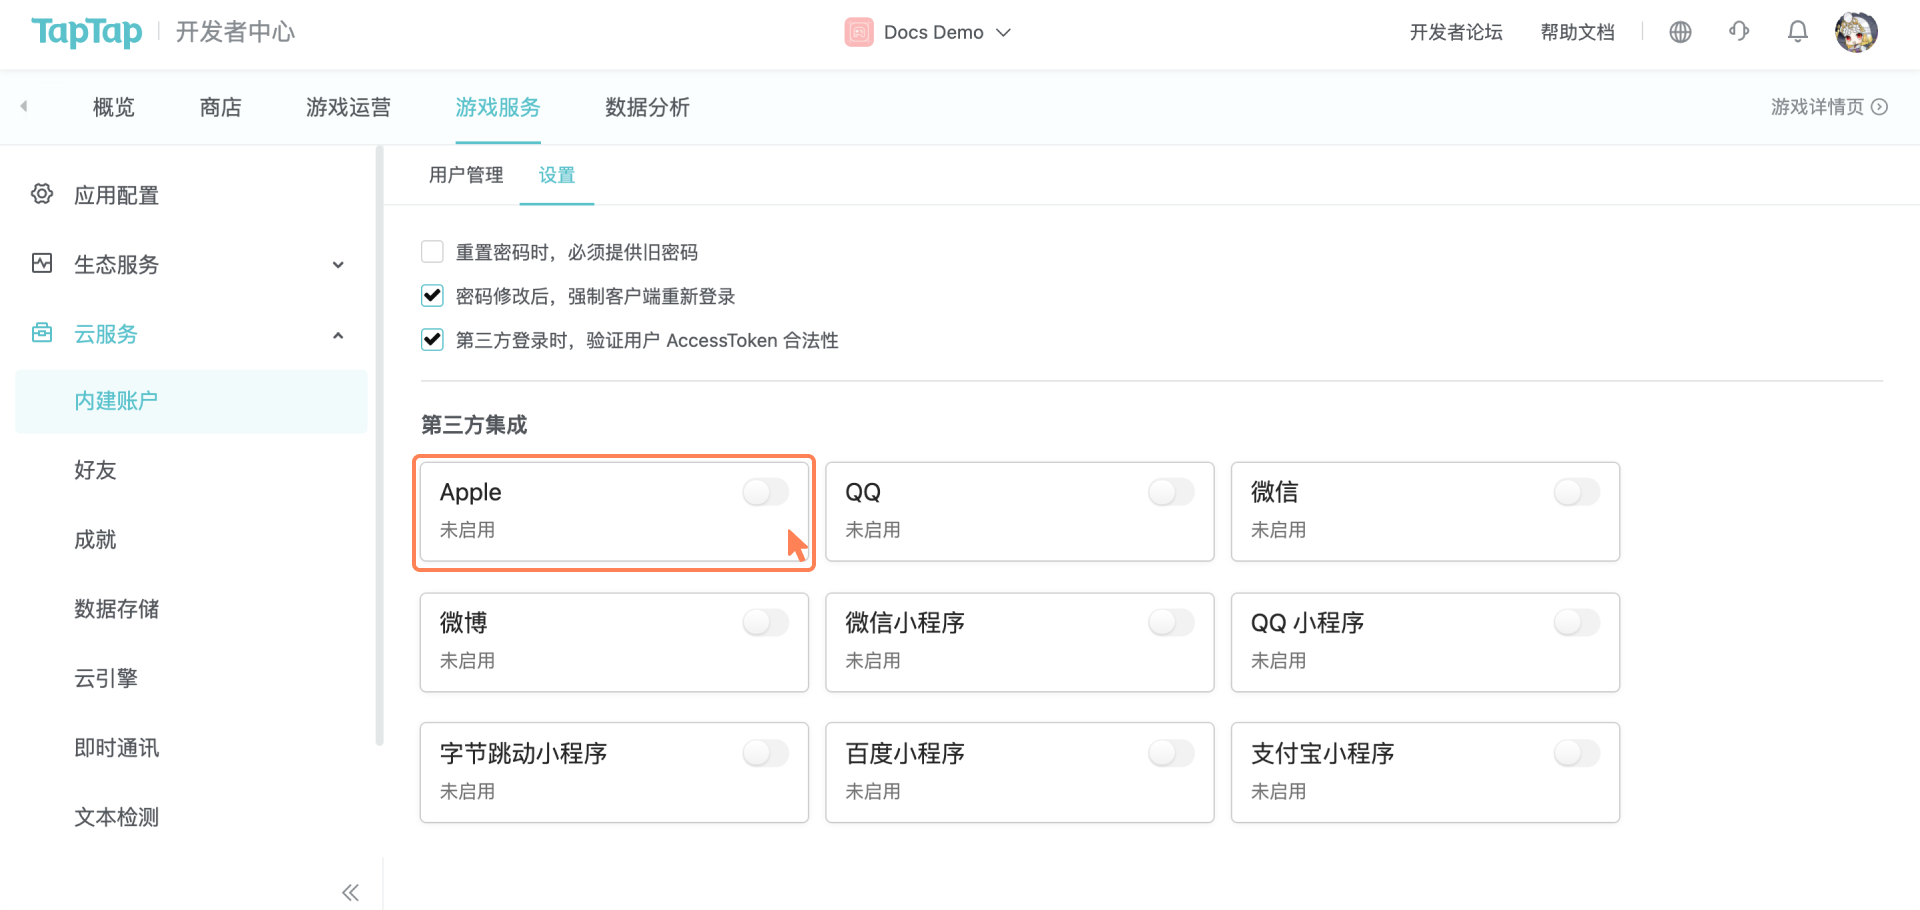 TapTap 开发者中心
Docs Demo
开发者论坛 帮助文档
概览 商店 游戏运营 游戏服务 数据分析
游戏详情页
应用配置
生态服务
云服务
内建账户
好友
成就
数据存储
云引擎
即时通讯
文本检测
用户管理 设置
重置密码时，必须提供旧密码
密码修改后，强制客户端重新登录
第三方登录时，验证用户 AccessToken 合法性
第三方集成
Apple
未启用
QQ
未启用
微信
未启用
微博
未启用
微信小程序
未启用
QQ 小程序
未启用
字节跳动小程序
未启用
百度小程序
未启用
支付宝小程序
未启用